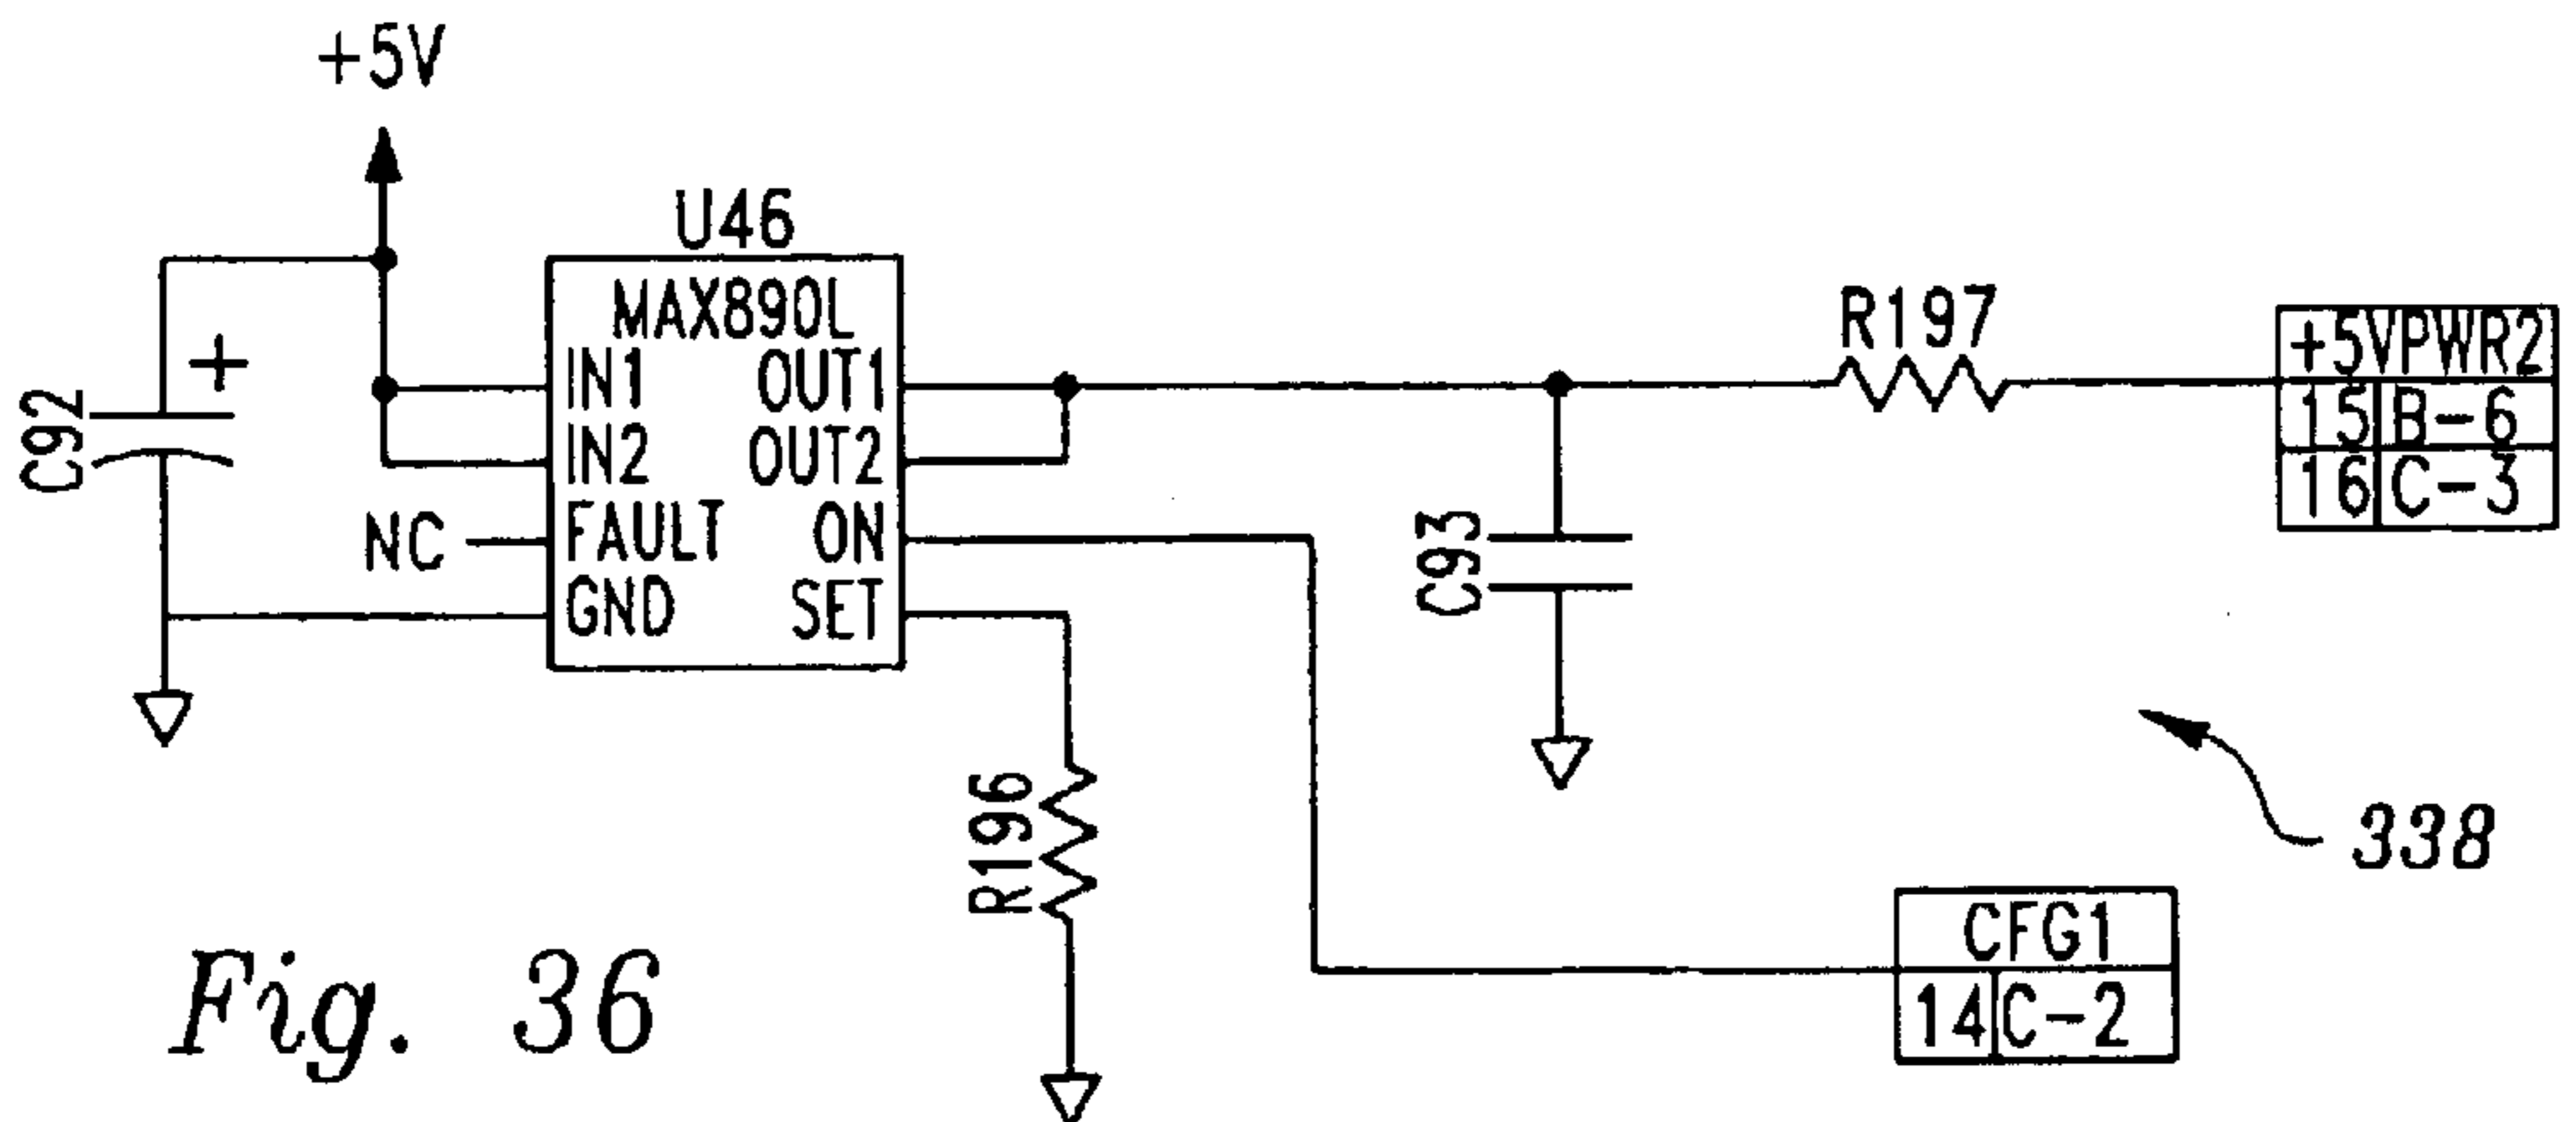 +5V
U46
MAX890L
IN1 OUT1
IN2 OUT2
NC FAULT ON
GND SET
C92
+
R197
+5VPWR2
15 B-6
16 C-3
C93
R196
338
CFG1
14 C-2
Fig. 36